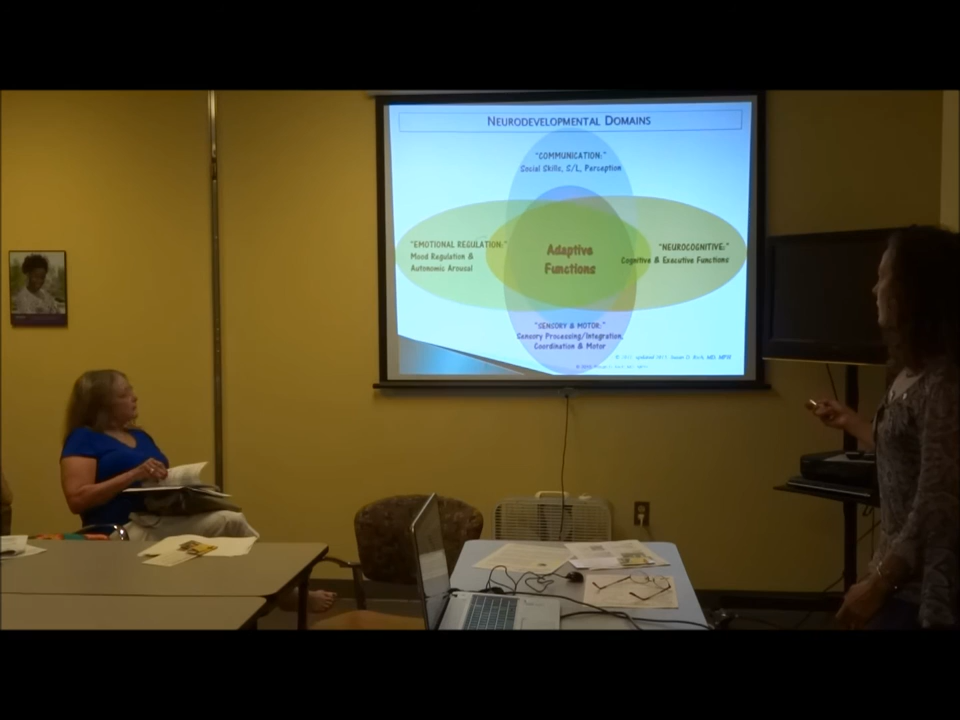 NEURODEVELOPMENTAL DOMAINS
"COMMUNICATION:"
Social Skills, S/L, Perception
"EMOTIONAL REGULATION:"
Mood Regulation &
Autonomic Arousal
Adaptive
Functions
"NEUROCOGNITIVE:"
Cognitive & Executive Functions
"SENSORY & MOTOR:"
Sensory Processing/Integration,
Coordination & Motor